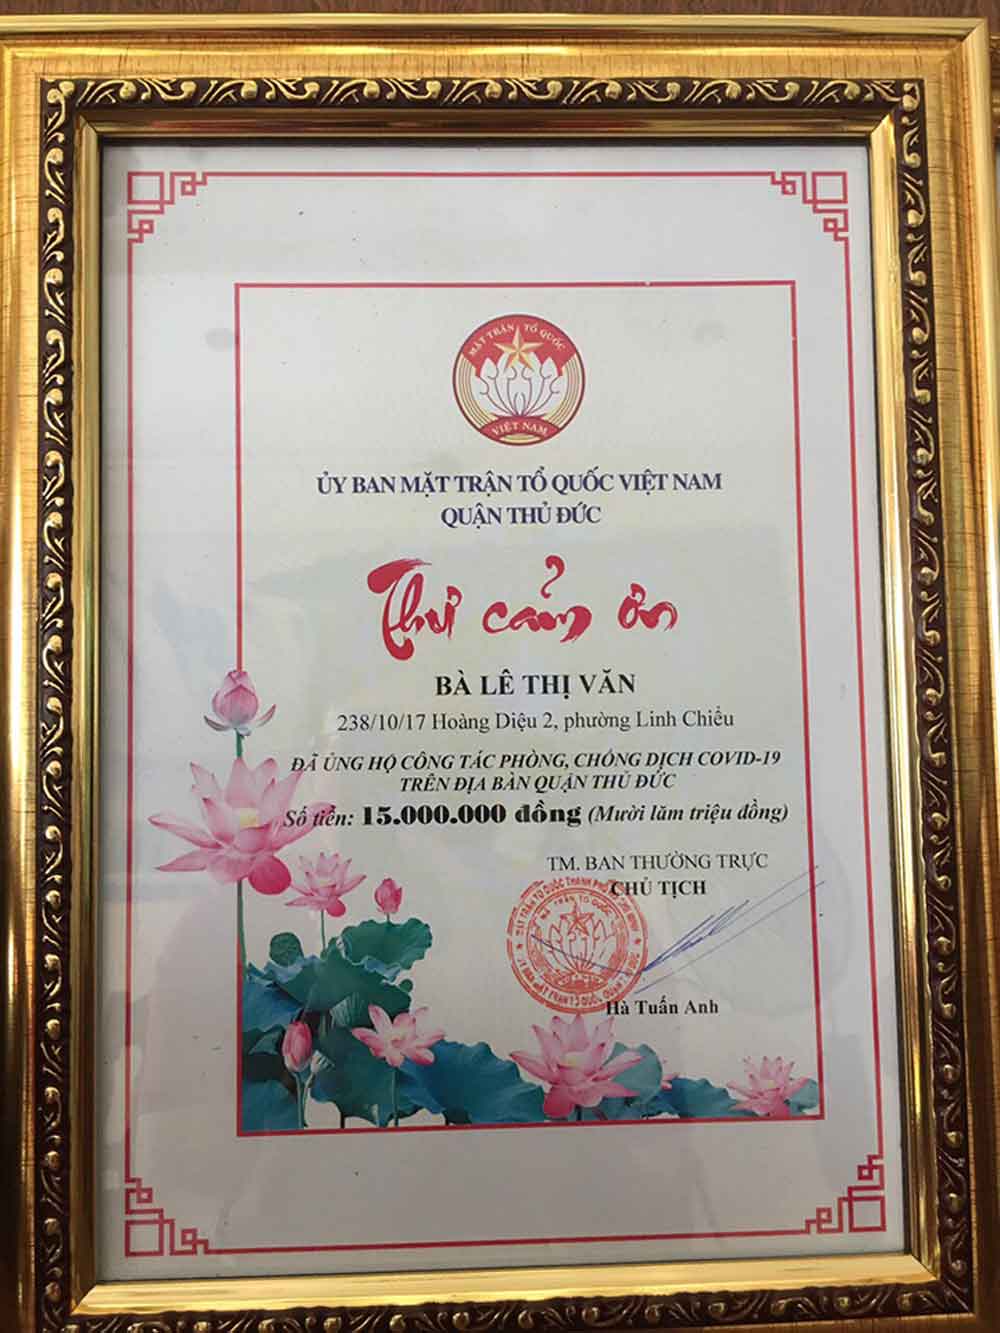 MẶT TRẬN TỔ QUỐC
VIỆT NAM
ỦY BAN MẶT TRẬN TỔ QUỐC VIỆT NAM
QUẬN THỦ ĐỨC
Thư cảm ơn
BÀ LÊ THỊ VĂN
238/10/17 Hoàng Diệu 2, phường Linh Chiểu
ĐÃ ỦNG HỘ CÔNG TÁC PHÒNG, CHỐNG DỊCH COVID-19
TRÊN ĐỊA BÀN QUẬN THỦ ĐỨC
Số tiền: 15.000.000 đồng (Mười lăm triệu đồng)
TM. BAN THƯỜNG TRỰC
CHỦ TỊCH
Hà Tuấn Anh